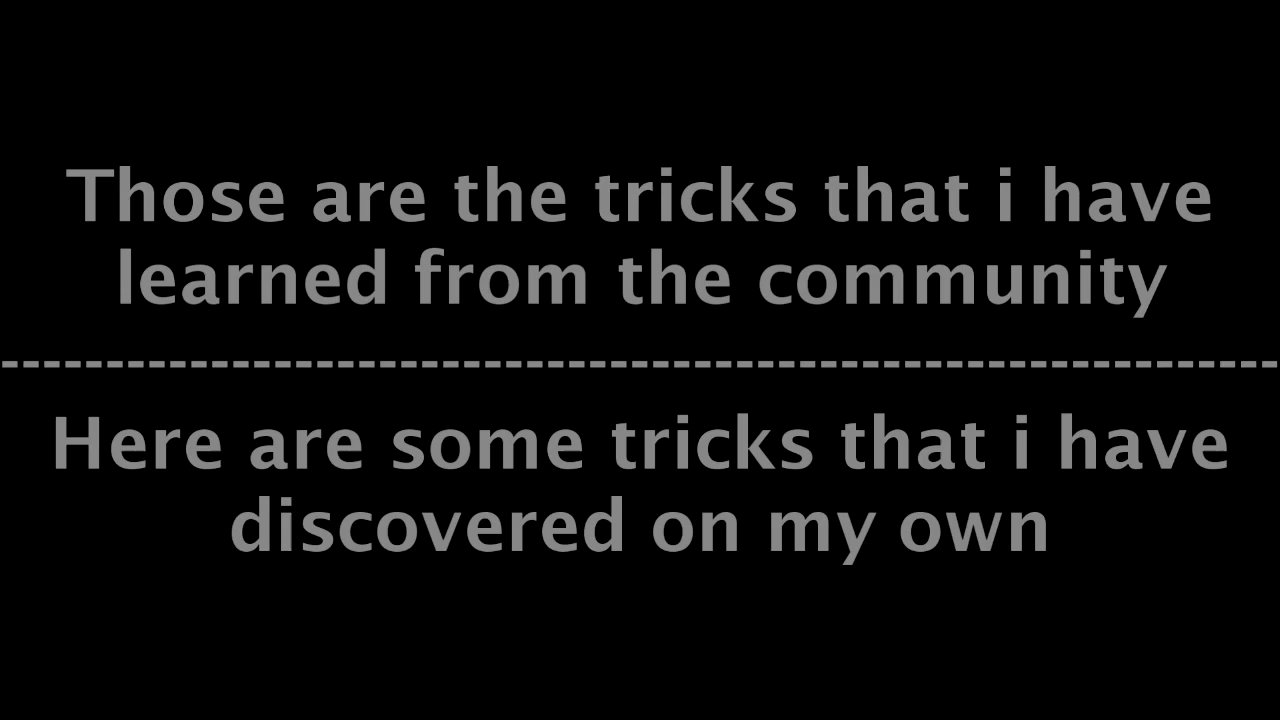 Those are the tricks that i have
learned from the community
Here are some tricks that i have
discovered on my own